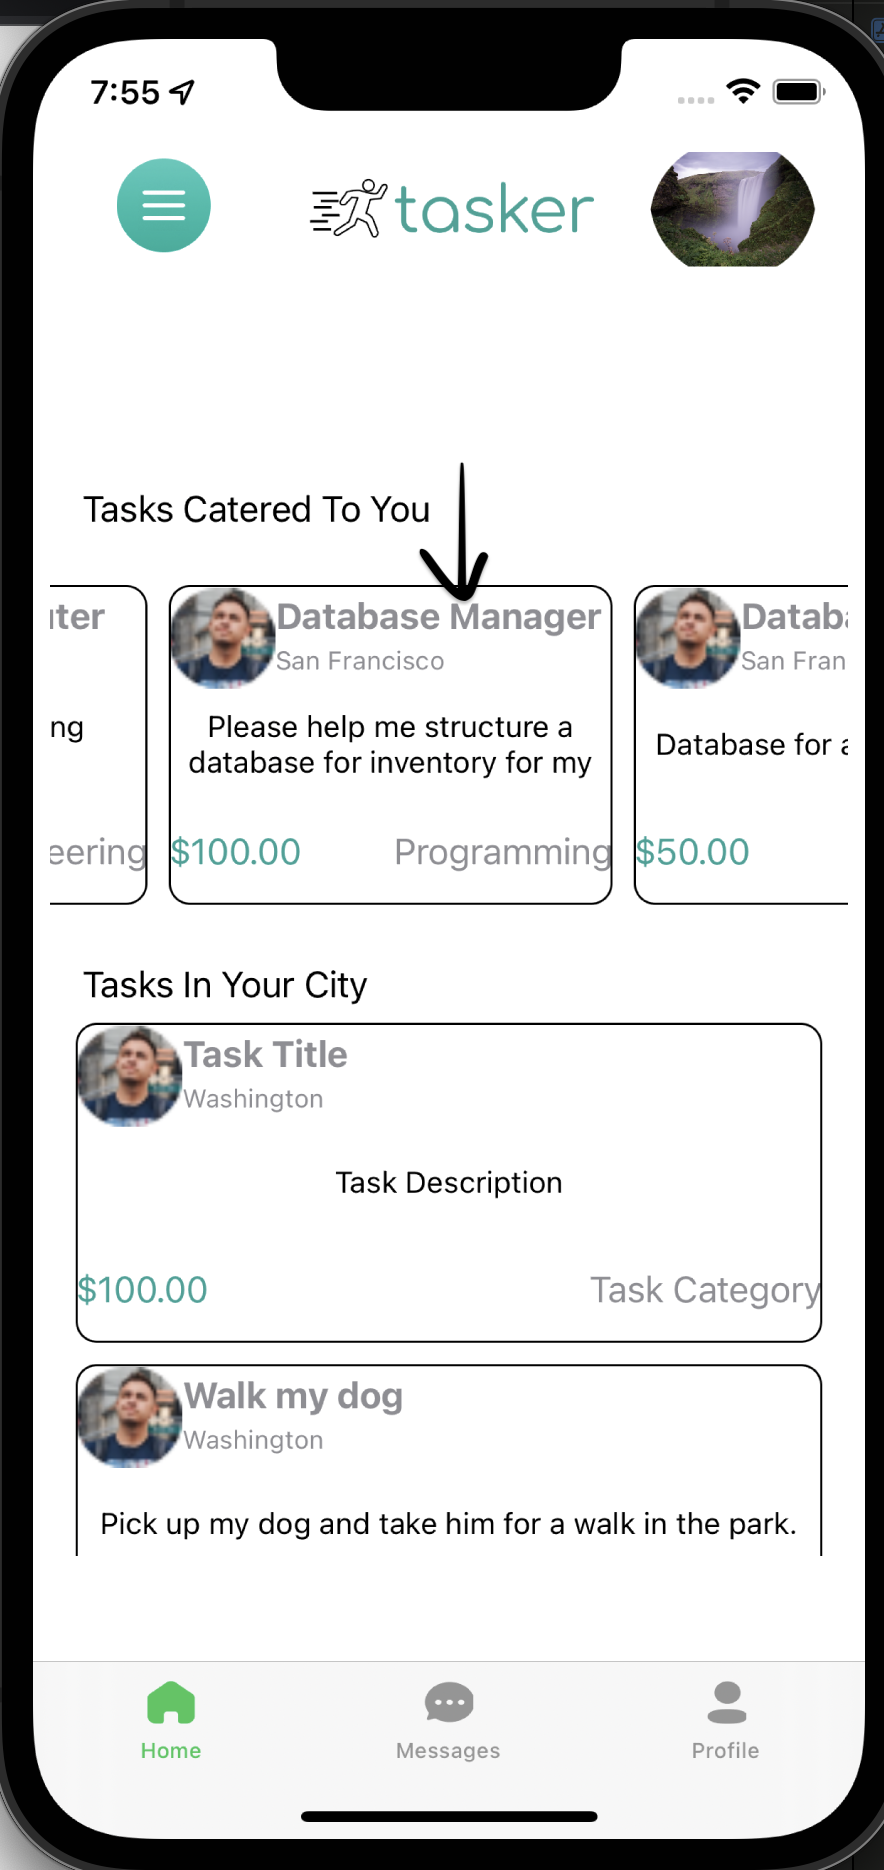 7:55
tasker
Tasks Catered To You
uter
ng
eering
Database Manager
San Francisco
Please help me structure a
database for inventory for my
$100.00 Programming
Datab
San Fran
Database for a
$50.00
Tasks In Your City
Task Title
Washington
Task Description
$100.00 Task Category
Walk my dog
Washington
Pick up my dog and take him for a walk in the park.
Home Messages Profile